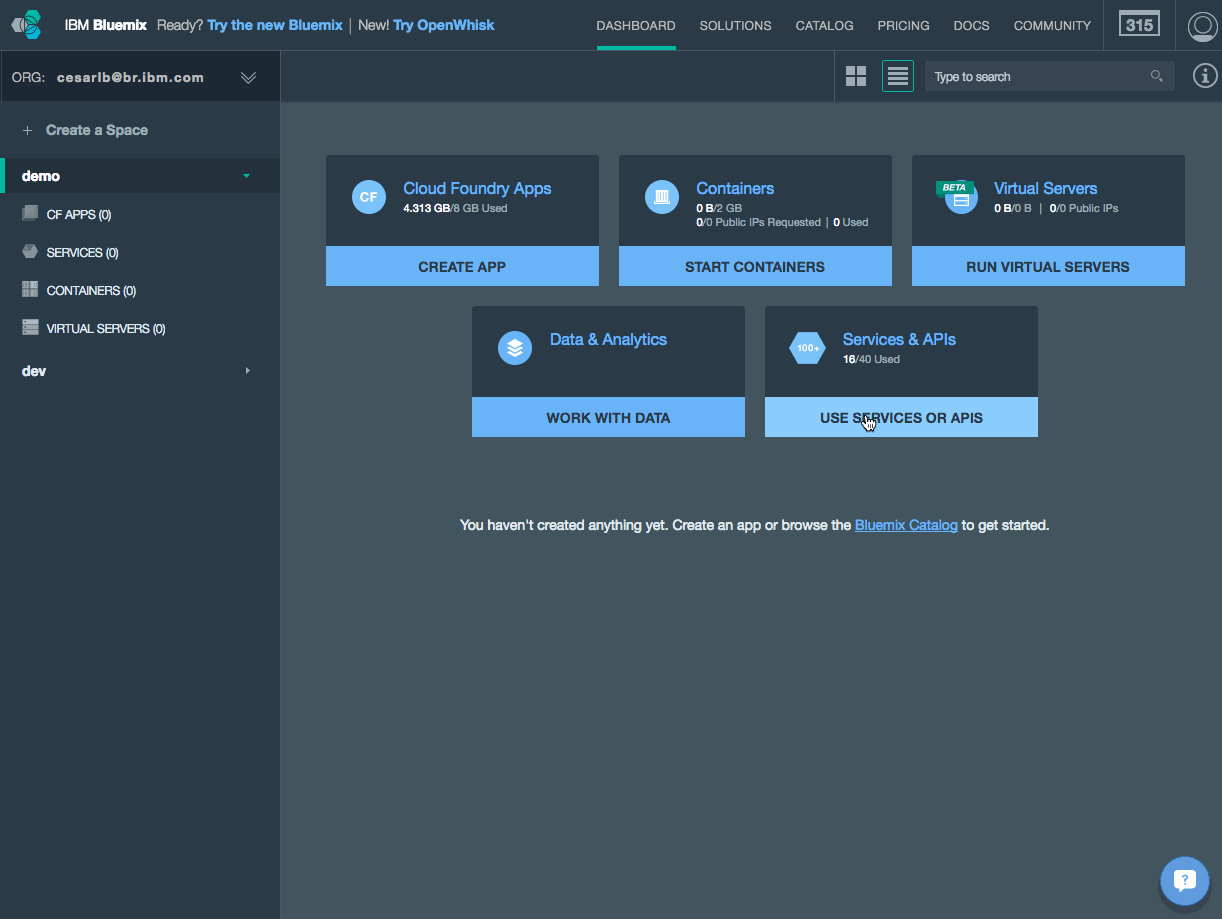 IBM Bluemix Ready? Try the new Bluemix | New! Try OpenWhisk
DASHBOARD SOLUTIONS CATALOG PRICING DOCS COMMUNITY 315
ORG: cesarlb@br.ibm.com
Type to search
+ Create a Space
demo
CF APPS (0)
SERVICES (0)
CONTAINERS (0)
VIRTUAL SERVERS (0)
dev
CF
Cloud Foundry Apps
4.313 GB/8 GB Used
CREATE APP
Containers
0 B/2 GB
0/0 Public IPs Requested | 0 Used
START CONTAINERS
BETA
Virtual Servers
0 B/0 B | 0/0 Public IPs
RUN VIRTUAL SERVERS
Data & Analytics
WORK WITH DATA
100+
Services & APIs
16/40 Used
USE SERVICES OR APIS
You haven't created anything yet. Create an app or browse the Bluemix Catalog to get started.